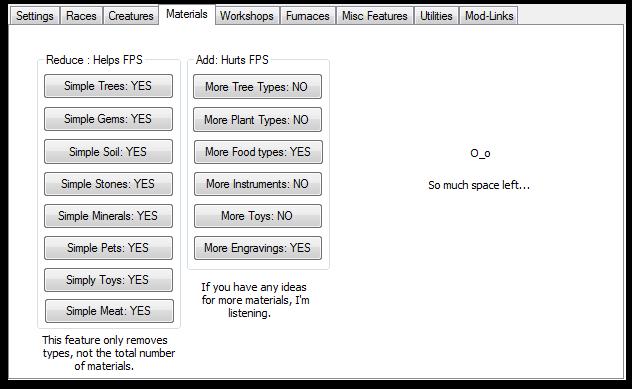 Settings Races Creatures Materials Workshops Furnaces Misc Features Utilities Mod-Links
Reduce : Helps FPS
Simple Trees: YES
Simple Gems: YES
Simple Soil: YES
Simple Stones: YES
Simple Minerals: YES
Simple Pets: YES
Simply Toys: YES
Simple Meat: YES
This feature only removes
types, not the total number
of materials.
Add: Hurts FPS
More Tree Types: NO
More Plant Types: NO
More Food types: YES
More Instruments: NO
More Toys: NO
More Engravings: YES
If you have any ideas
for more materials, I'm
listening.
O_o
So much space left...